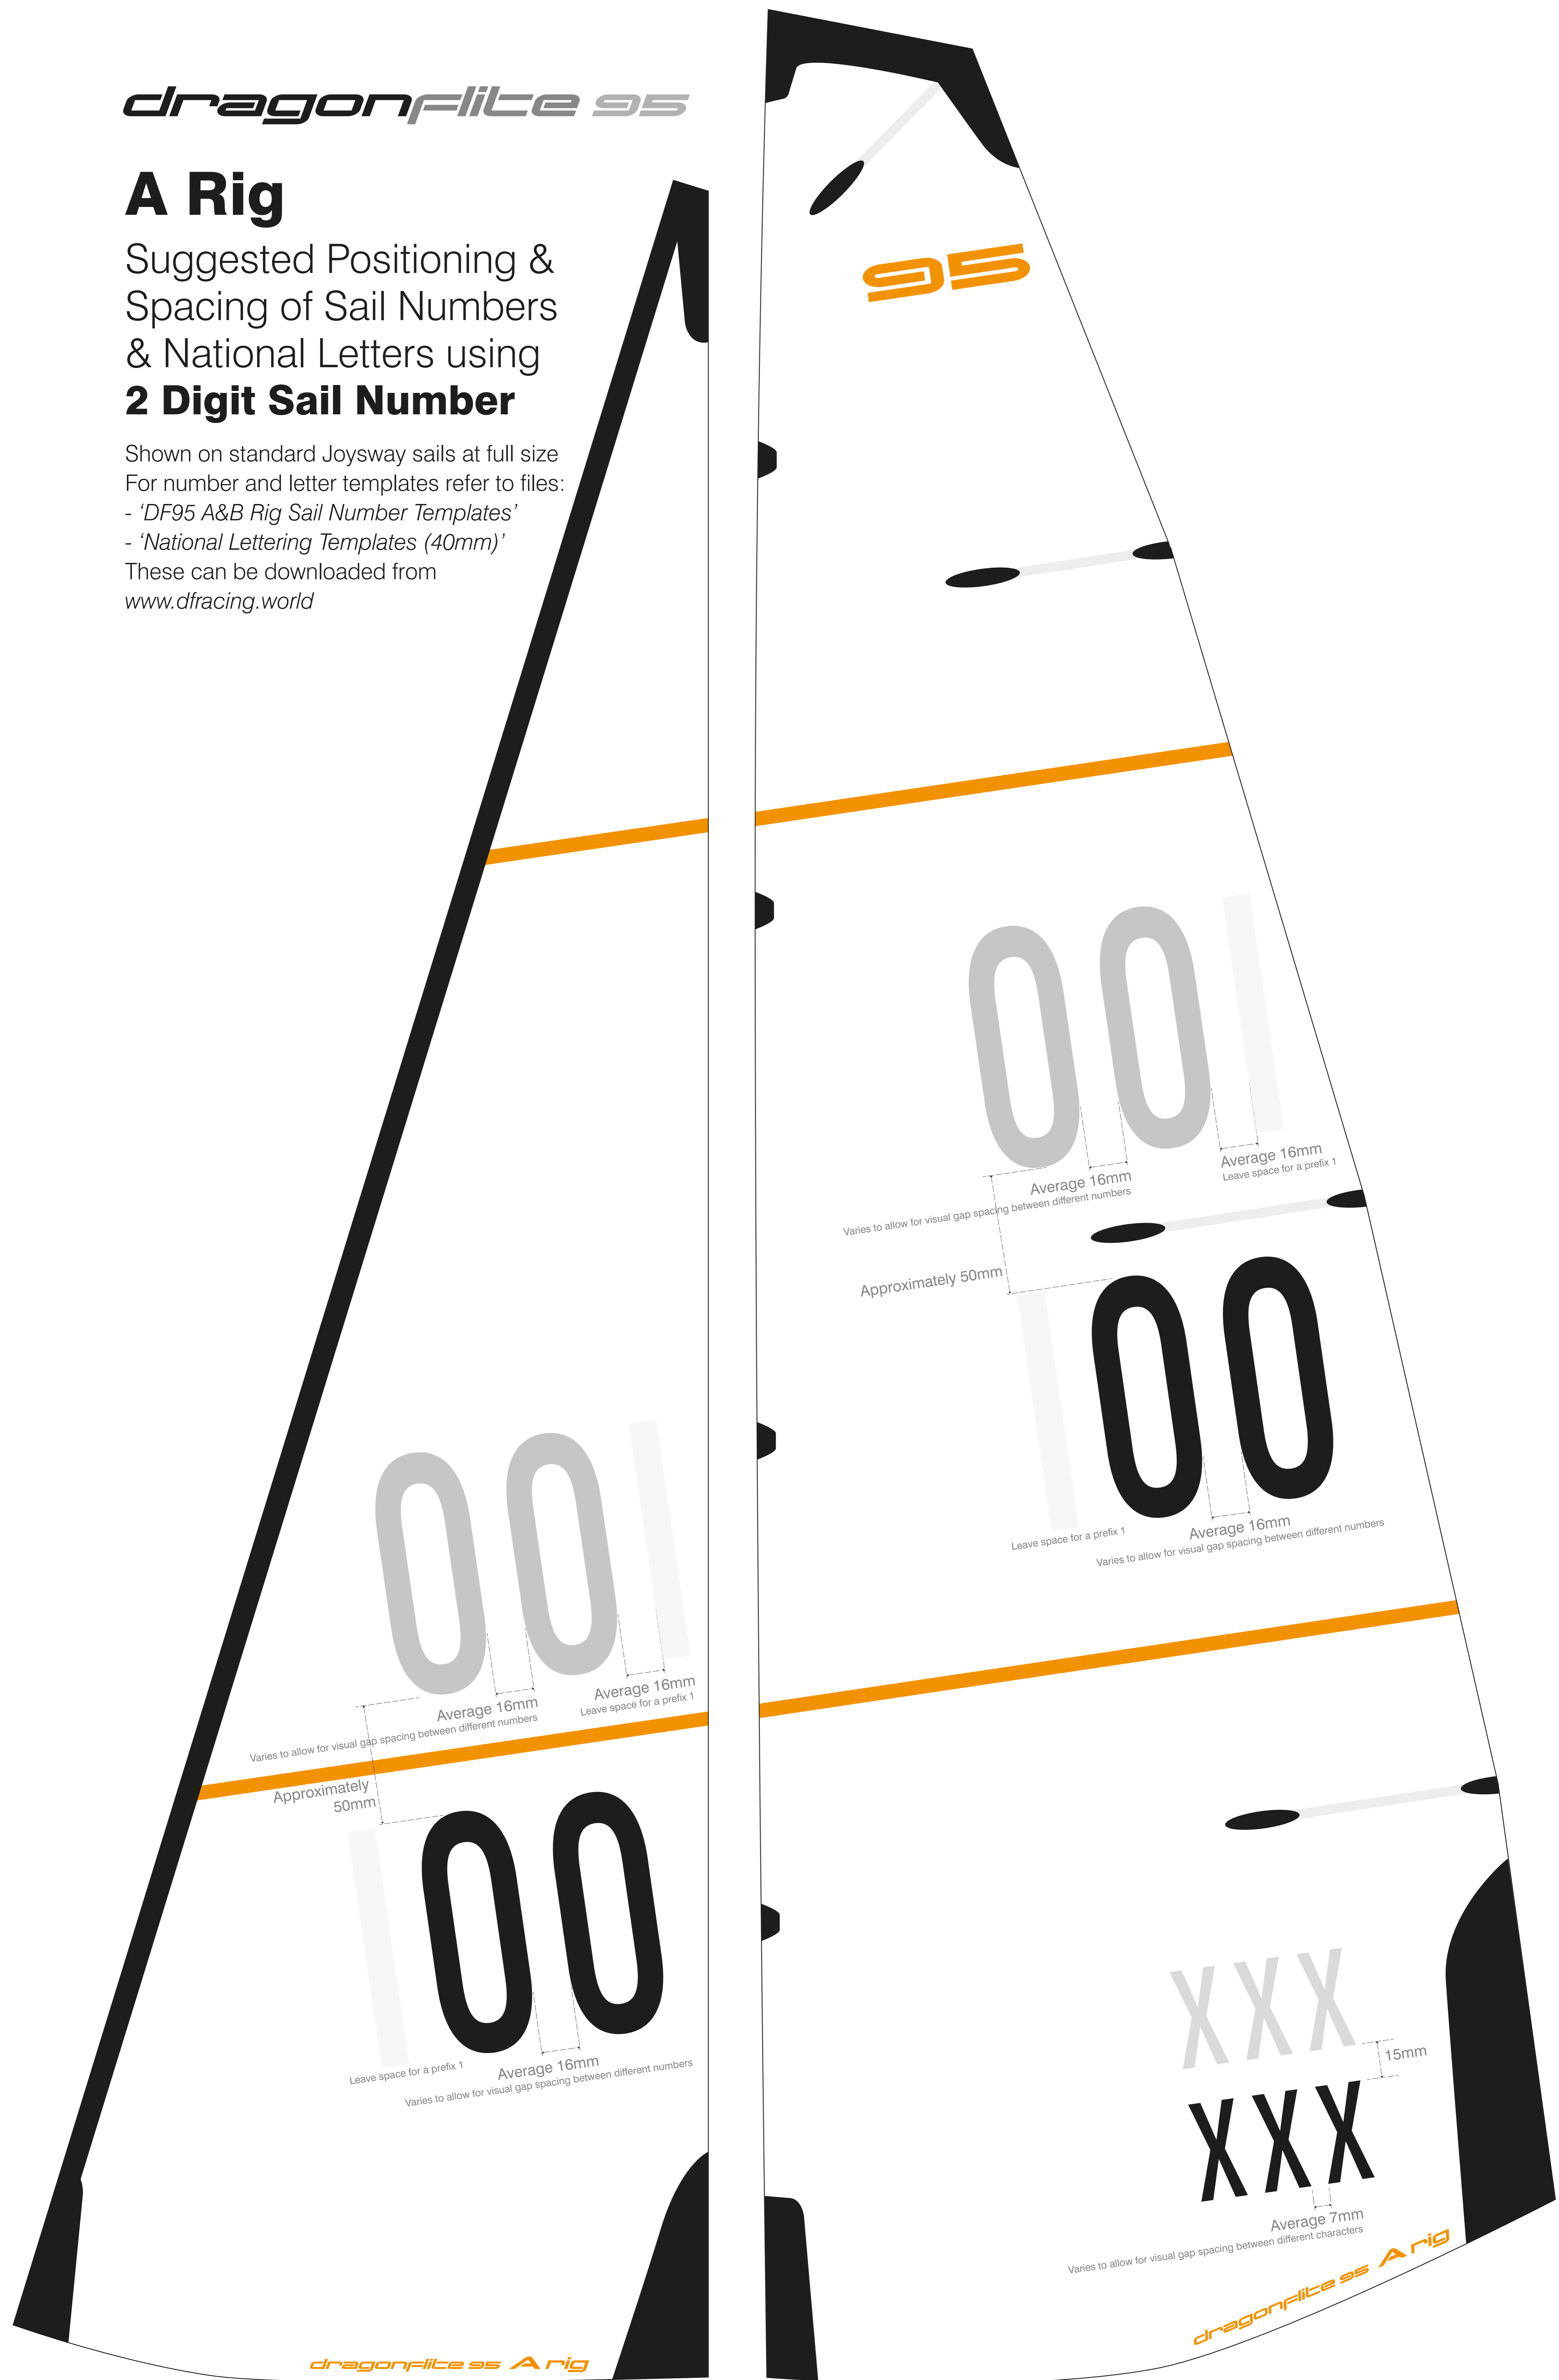 dragonflite 95
A Rig
Suggested Positioning &
Spacing of Sail Numbers
& National Letters using
2 Digit Sail Number
Shown on standard Joysway sails at full size
For number and letter templates refer to files:
- ‘DF95 A&B Rig Sail Number Templates’
- ‘National Lettering Templates (40mm)’
These can be downloaded from
www.dfracing.world
95
00 1
Average 16mm
Leave space for a prefix 1
Average 16mm
Varies to allow for visual gap spacing between different numbers
Approximately 50mm
1 00
Leave space for a prefix 1
Average 16mm
Varies to allow for visual gap spacing between different numbers
00 1
Average 16mm
Leave space for a prefix 1
Average 16mm
Varies to allow for visual gap spacing between different numbers
Approximately
50mm
1 00
Leave space for a prefix 1
Average 16mm
Varies to allow for visual gap spacing between different numbers
XXX
15mm
XXX
Average 7mm
Varies to allow for visual gap spacing between different characters
dragonflite 95 A rig
dragonflite 95 A rig